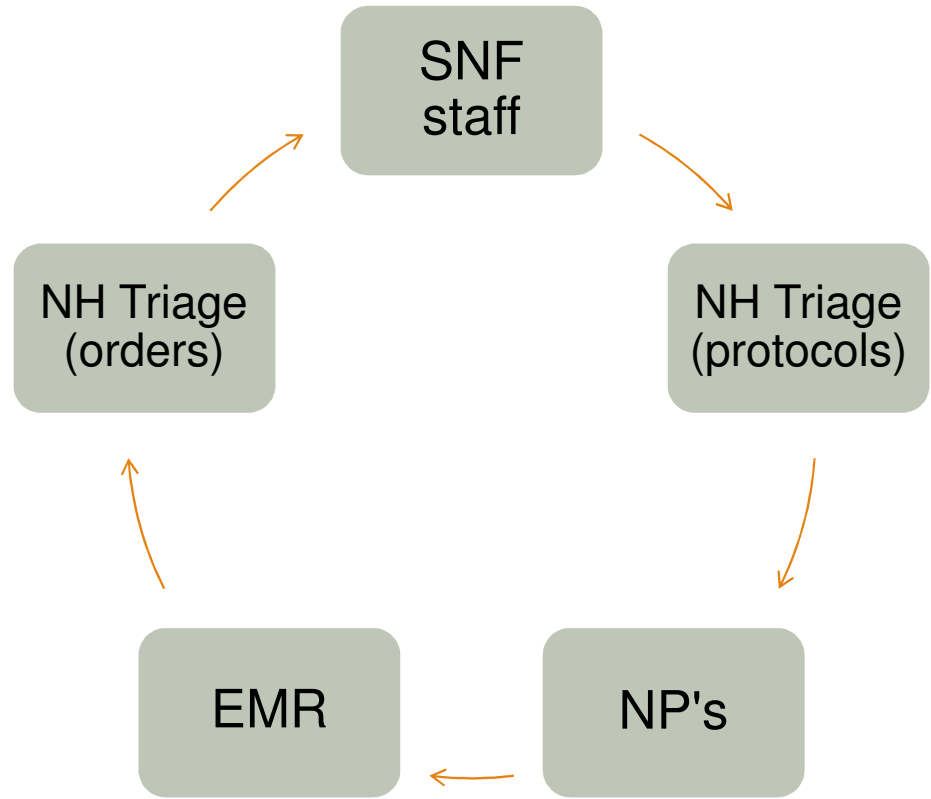 SNF
staff
NH Triage
(protocols)
NP's
EMR
NH Triage
(orders)